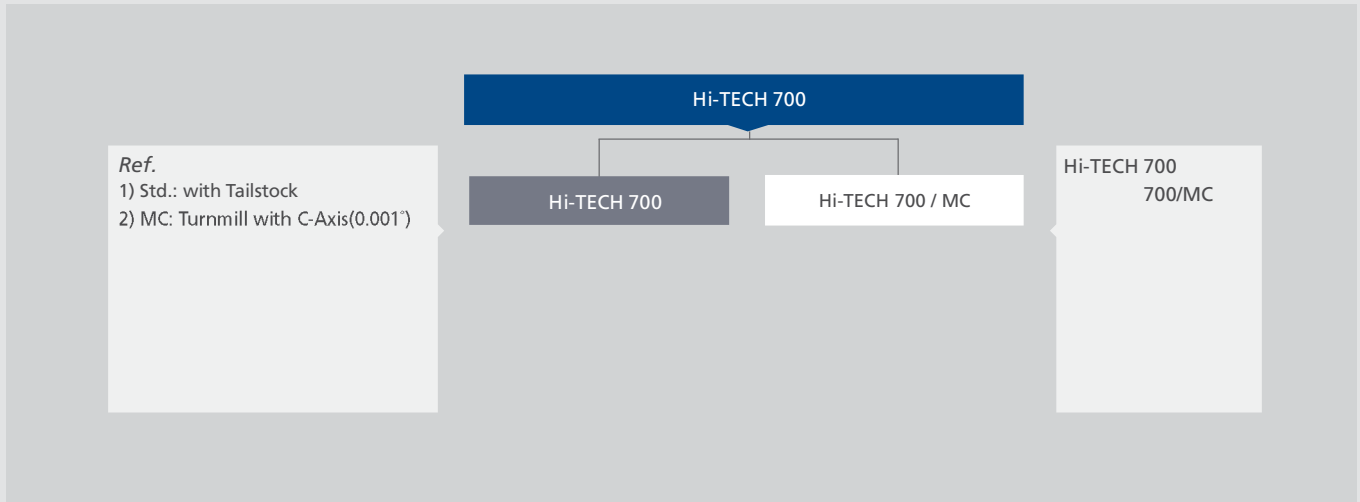 Hi-TECH 700
Ref.
1) Std.: with Tailstock
2) MC: Turnmill with C-Axis(0.001°)
Hi-TECH 700
Hi-TECH 700 / MC
Hi-TECH 700
700/MC